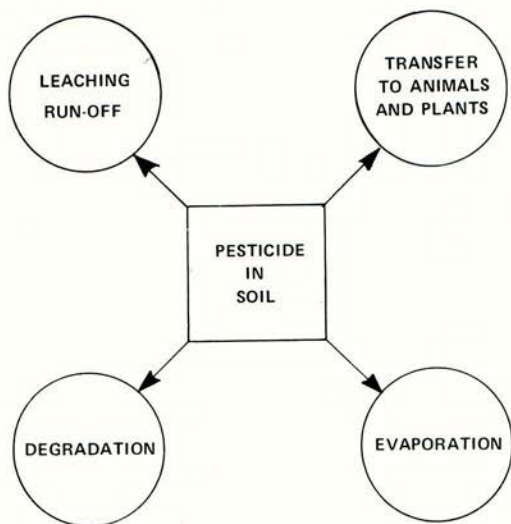 LEACHING
RUN-OFF
TRANSFER
TO ANIMALS
AND PLANTS
PESTICIDE
IN
SOIL
DEGRADATION
EVAPORATION